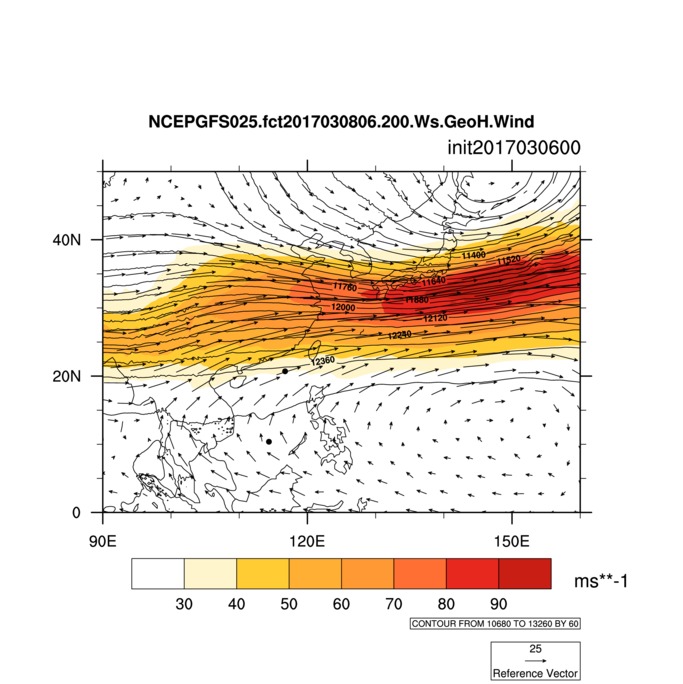 NCEPGFS025.fct2017030806.200.Ws.GeoH.Wind
init2017030600
40N
20N
0
11400
11520
11640
11760
11880
12000
12120
12240
12360
90E
120E
150E
30 40 50 60 70 80 90
ms**-1
CONTOUR FROM 10680 TO 13260 BY 60
25
Reference Vector